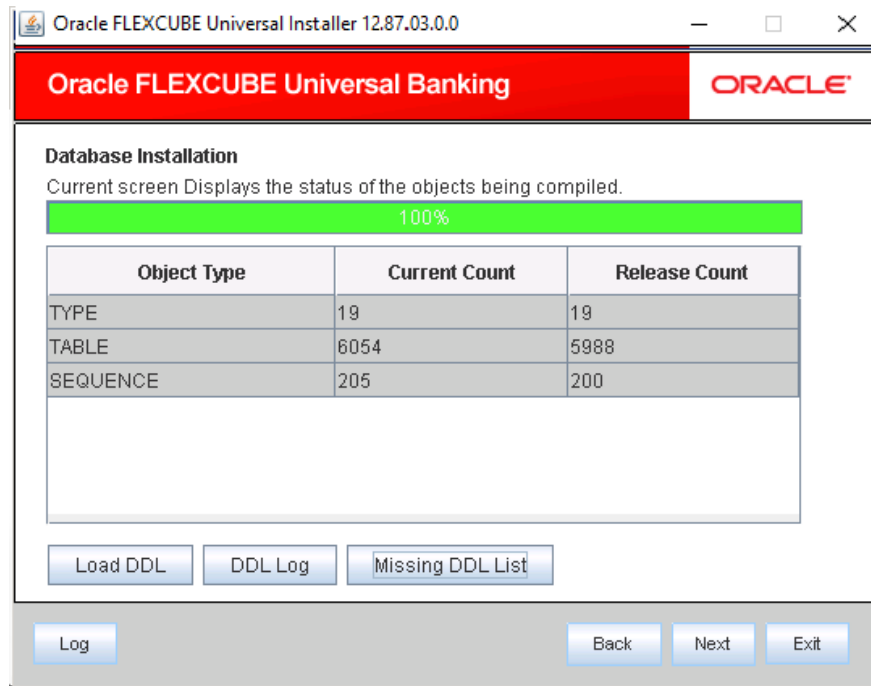 Oracle FLEXCUBE Universal Installer 12.87.03.0.0
Oracle FLEXCUBE Universal Banking
ORACLE
Database Installation
Current screen Displays the status of the objects being compiled.
100%
Object Type Current Count Release Count
TYPE 19 19
TABLE 6054 5988
SEQUENCE 205 200
Load DDL DDL Log Missing DDL List
Log Back Next Exit